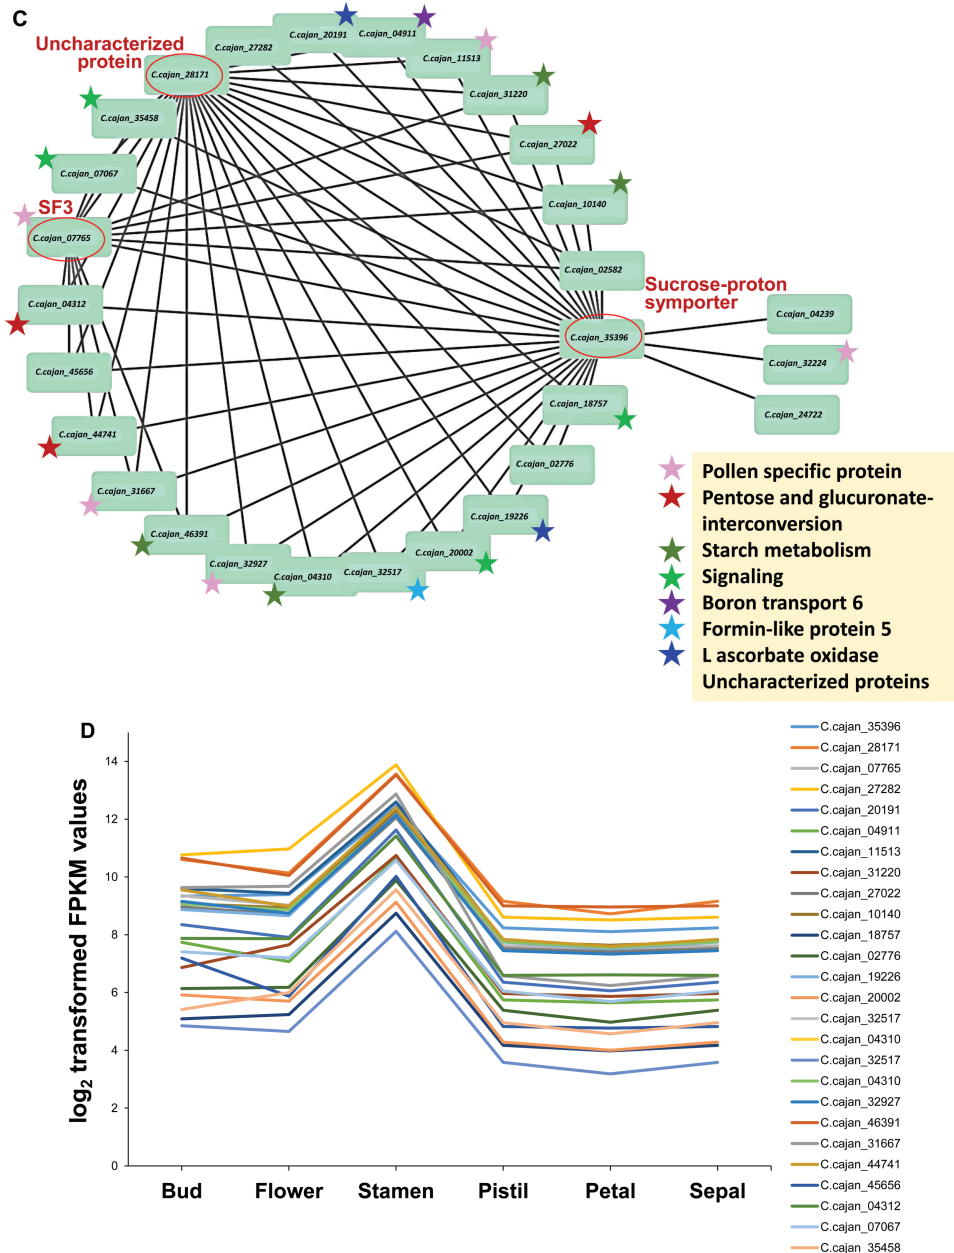 C
Uncharacterized
protein
C.cajan_28171
C.cajan_27282
C.cajan_20191
C.cajan_04911
C.cajan_11513
C.cajan_31220
C.cajan_27022
C.cajan_10140
C.cajan_02582
Sucrose-proton
symporter
C.cajan_35396
C.cajan_04239
C.cajan_32224
C.cajan_24722
C.cajan_18757
C.cajan_02776
C.cajan_19226
C.cajan_20002
C.cajan_32517
C.cajan_04310
C.cajan_32927
C.cajan_46391
C.cajan_31667
C.cajan_44741
C.cajan_45656
C.cajan_04312
SF3
C.cajan_07765
C.cajan_07067
C.cajan_35458
Pollen specific protein
Pentose and glucuronate-
interconversion
Starch metabolism
Signaling
Boron transport 6
Formin-like protein 5
L ascorbate oxidase
Uncharacterized proteins
D
log2 transformed FPKM values
14
12
10
8
6
4
2
0
Bud Flower Stamen Pistil Petal Sepal
C.cajan_35396
C.cajan_28171
C.cajan_07765
C.cajan_27282
C.cajan_20191
C.cajan_04911
C.cajan_11513
C.cajan_31220
C.cajan_27022
C.cajan_10140
C.cajan_18757
C.cajan_02776
C.cajan_19226
C.cajan_20002
C.cajan_32517
C.cajan_04310
C.cajan_32517
C.cajan_04310
C.cajan_32927
C.cajan_46391
C.cajan_31667
C.cajan_44741
C.cajan_45656
C.cajan_04312
C.cajan_07067
C.cajan_35458